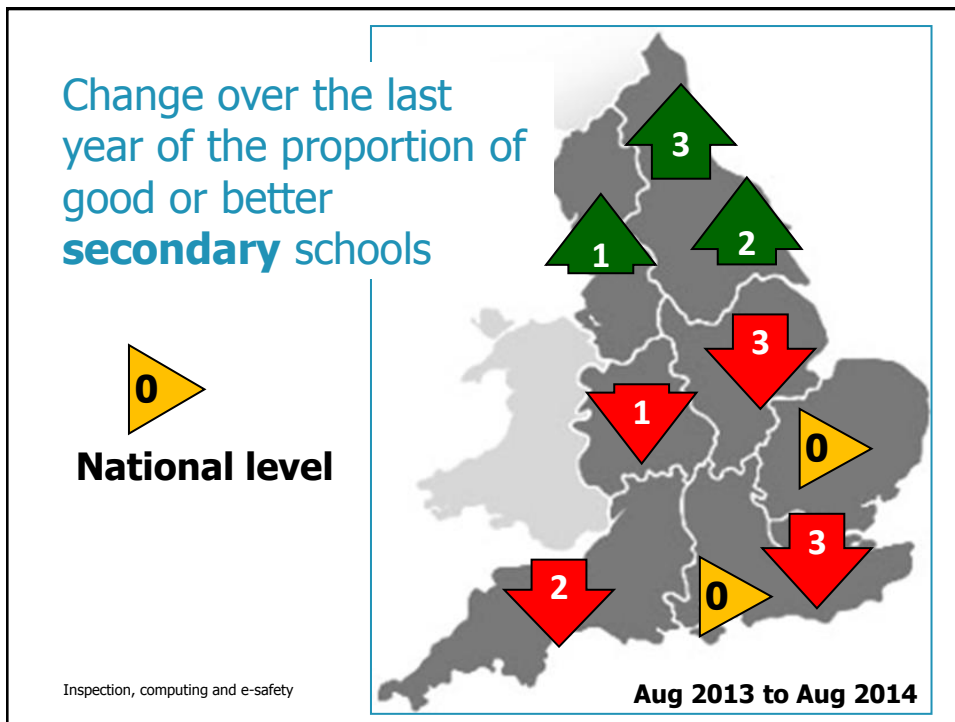 Change over the last
year of the proportion of
good or better
secondary schools
3
1
2
3
1
0
0
National level
3
2
0
Inspection, computing and e-safety
Aug 2013 to Aug 2014